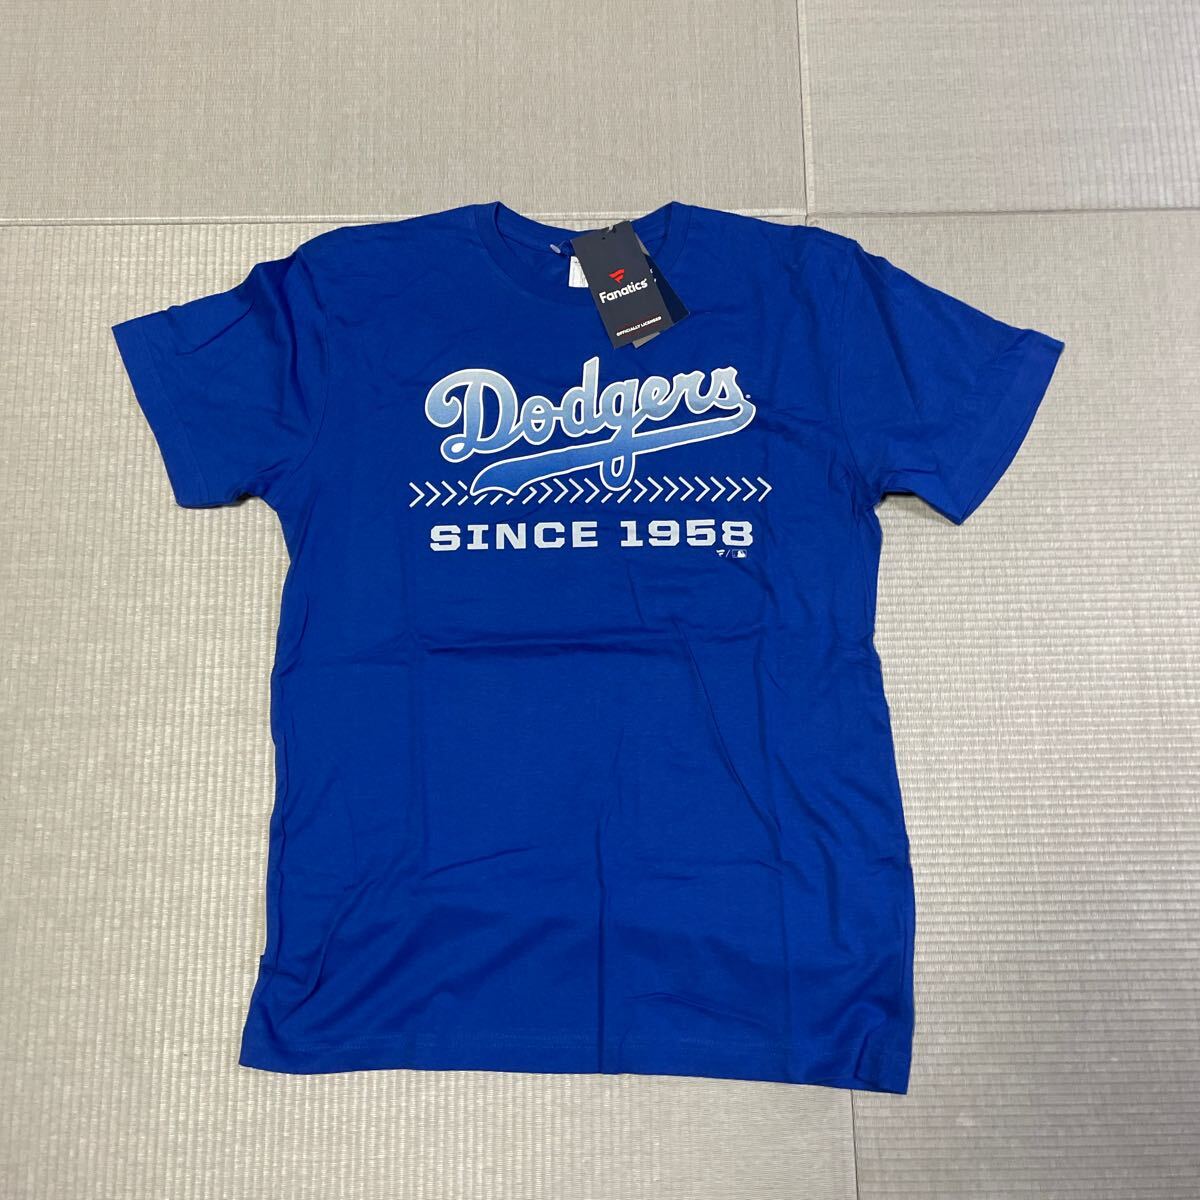 Fanatics
OFFICIALLY LICENSED
Dodgers
SINCE 1958